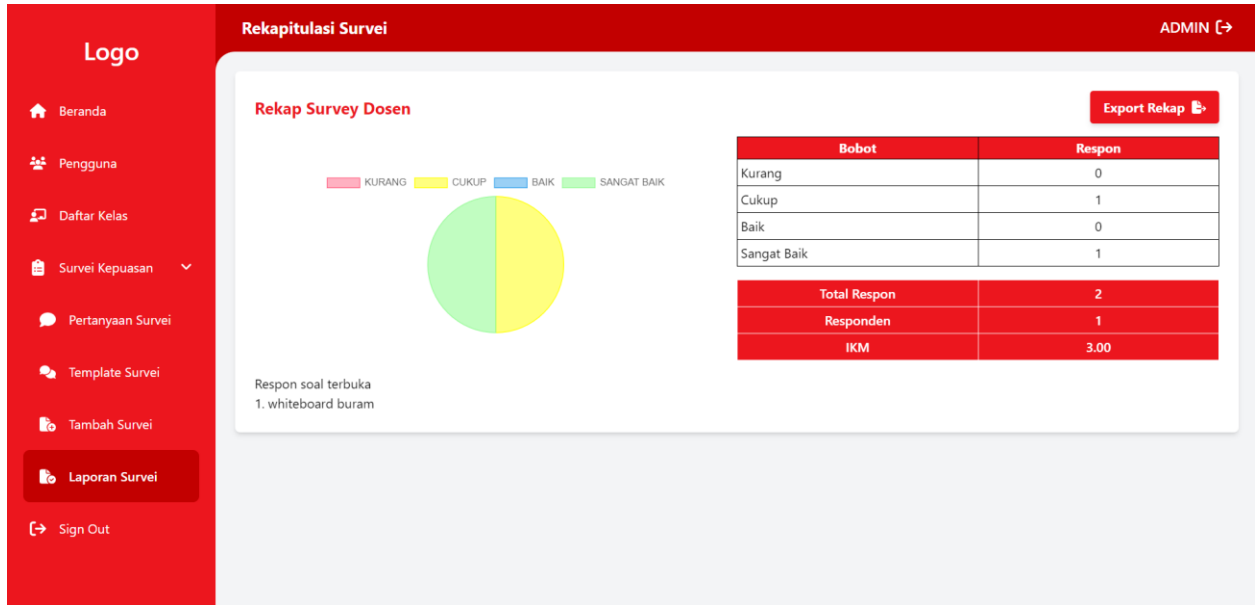 Logo
Beranda
Pengguna
Daftar Kelas
Survei Kepuasan
Pertanyaan Survei
Template Survei
Tambah Survei
Laporan Survei
Sign Out
Rekapitulasi Survei
ADMIN
Rekap Survey Dosen
Export Rekap
KURANG CUKUP BAIK SANGAT BAIK
Bobot Respon
Kurang 0
Cukup 1
Baik 0
Sangat Baik 1
Total Respon 2
Responden 1
IKM 3.00
Respon soal terbuka
1. whiteboard buram